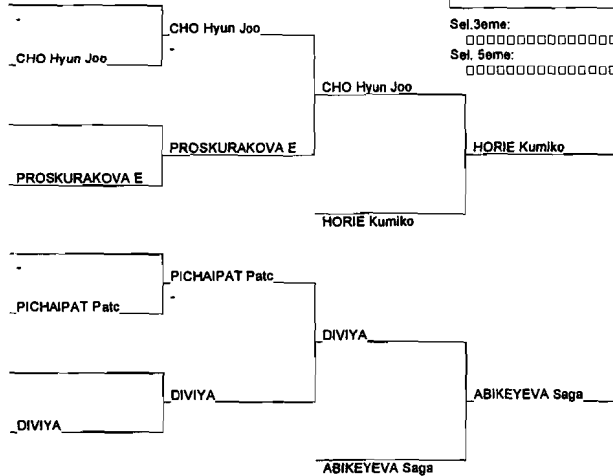 -
CHO Hyun Joo
-
Sel.3eme:
□□□□□□□□□□□□□□□
CHO Hyun Joo
Sel. 5eme:
□□□□□□□□□□□□□□□
CHO Hyun Joo
PROSKURAKOVA E
HORIE Kumiko
PROSKURAKOVA E
HORIE Kumiko
-
PICHAIPAT Patc
-
PICHAIPAT Patc
DIVIYA
DIVIYA
ABIKEYEVA Saga
DIVIYA
ABIKEYEVA Saga